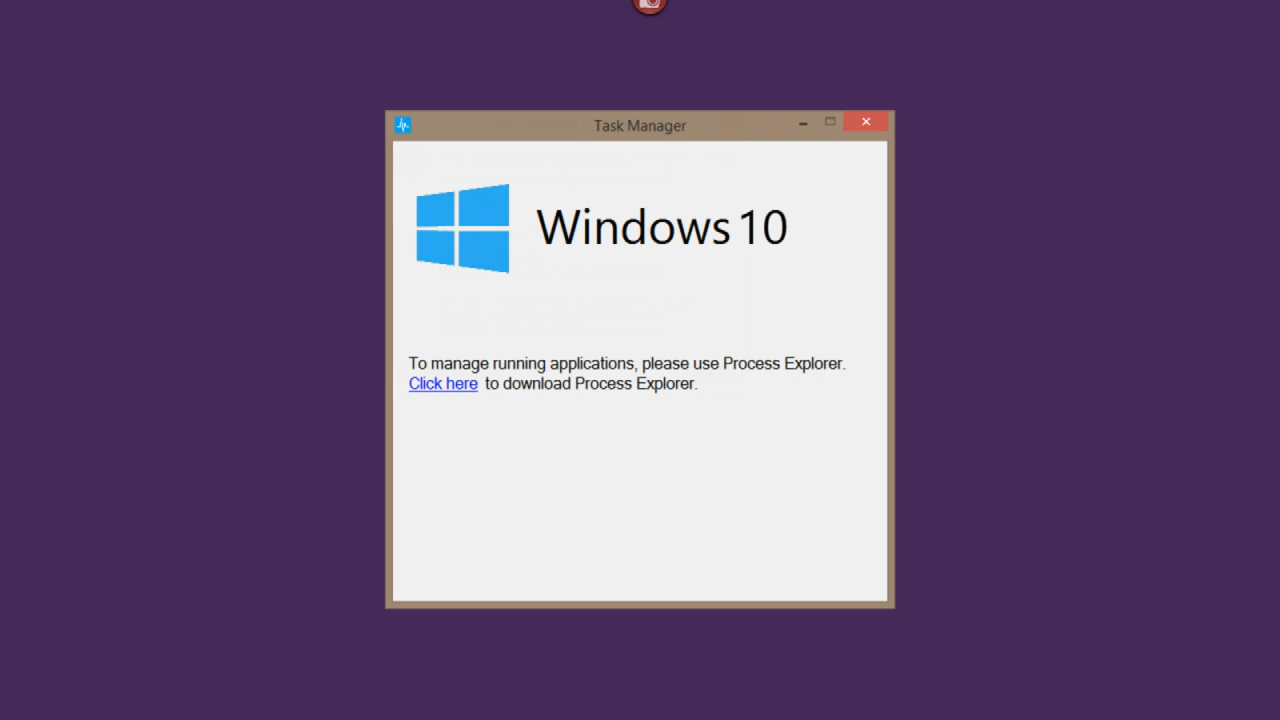 Task Manager
Windows 10
To manage running applications, please use Process Explorer.
Click here to download Process Explorer.